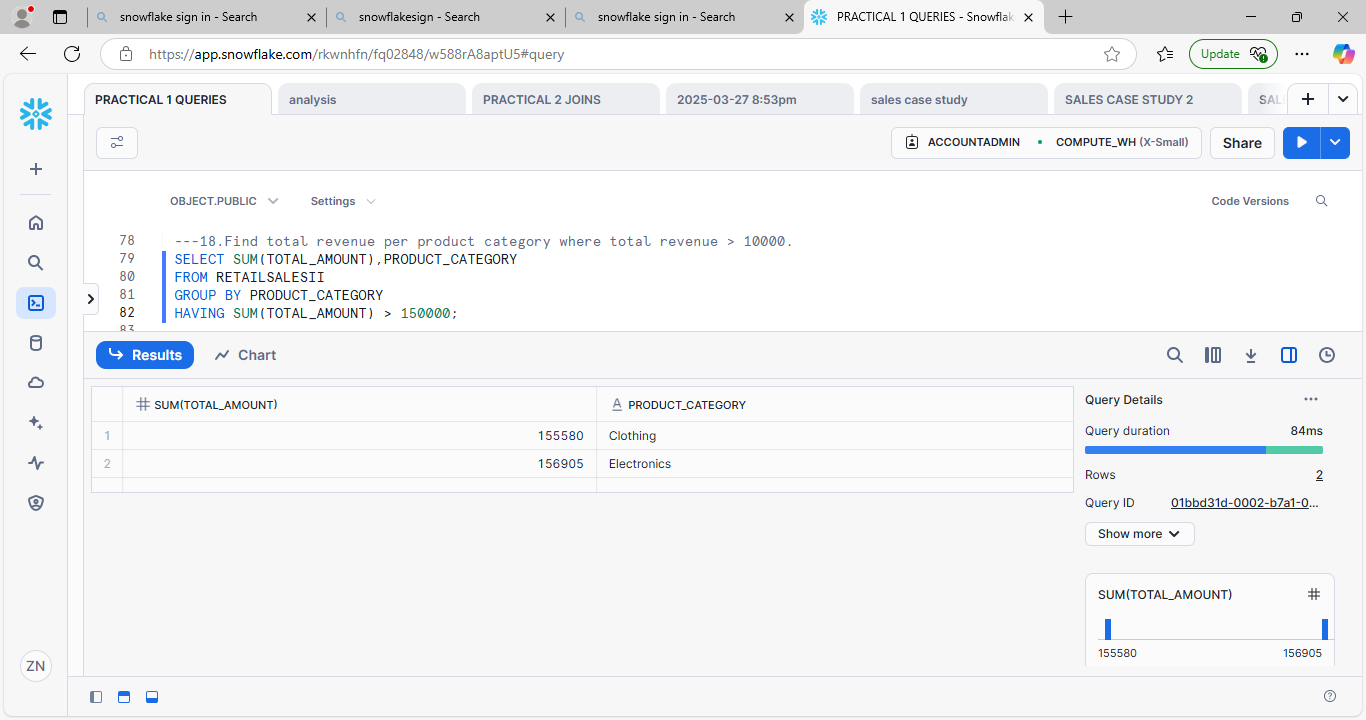 snowflake sign in - Search
snowflakesign - Search
snowflake sign in - Search
PRACTICAL 1 QUERIES - Snowflak
https://app.snowflake.com/rkwnhfn/fq02848/w588rA8aptU5#query
Update
PRACTICAL 1 QUERIES
analysis
PRACTICAL 2 JOINS
2025-03-27 8:53pm
sales case study
SALES CASE STUDY 2
SAL
ACCOUNTADMIN
COMPUTE_WH (X-Small)
Share
OBJECT.PUBLIC
Settings
Code Versions
78 ---18.Find total revenue per product category where total revenue > 10000.
79 SELECT SUM(TOTAL_AMOUNT),PRODUCT_CATEGORY
80 FROM RETAILSALESII
81 GROUP BY PRODUCT_CATEGORY
82 HAVING SUM(TOTAL_AMOUNT) > 150000;
83
Results
Chart
SUM(TOTAL_AMOUNT) PRODUCT_CATEGORY
1 155580 Clothing
2 156905 Electronics
Query Details
Query duration 84ms
Rows 2
Query ID 01bbd31d-0002-b7a1-0...
Show more
SUM(TOTAL_AMOUNT)
155580 156905
ZN